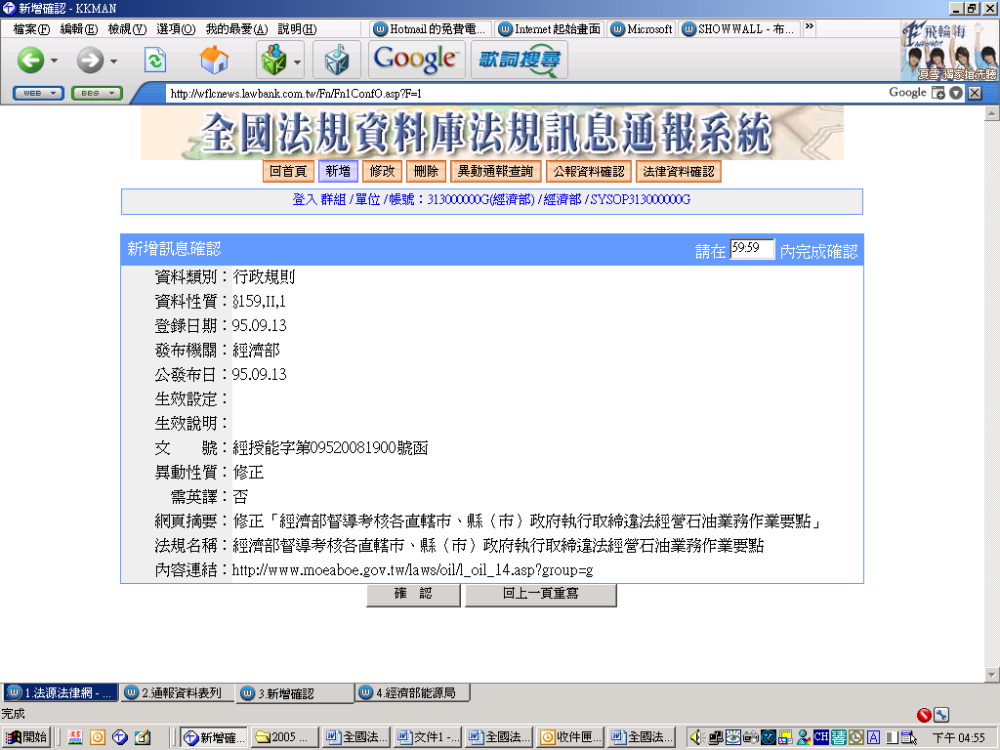 新增確認 - KKMAN
檔案(F) 編輯(E) 檢視(V) 選項(O) 我的最愛(A) 說明(H)
Hotmail 的免費電... Internet 起始畫面 Microsoft SHOWWALL - 布... »
Google 歌詞搜尋
飛輪海
夏雪 獨家搶先聽
WEB BBS http://wflcnews.lawbank.com.tw/Fn/Fn1ConfO.asp?F=1 Google
全國法規資料庫法規訊息通報系統
回首頁 新增 修改 刪除 異動通報查詢 公報資料確認 法律資料確認
登入 群組 / 單位 / 帳號：313000000G(經濟部) / 經濟部 / SYSOP313000000G
新增訊息確認 請在 59:59 內完成確認
資料類別：行政規則
資料性質：§159,II,1
登錄日期：95.09.13
發布機關：經濟部
公發布日：95.09.13
生效設定：
生效說明：
文　　號：經授能字第09520081900號函
異動性質：修正
需英譯：否
網頁摘要：修正「經濟部督導考核各直轄市、縣（市）政府執行取締違法經營石油業務作業要點」
法規名稱：經濟部督導考核各直轄市、縣（市）政府執行取締違法經營石油業務作業要點
內容連結：http://www.moeaboe.gov.tw/laws/oil/l_oil_14.asp?group=g
確　認 回上一頁重寫
1.法源法律網 - ... 2.通報資料表列 3.新增確認 4.經濟部能源局
完成
開始 新增確... 2005 ... 全國法... 文件1 -... 全國法... 收件匣... 全國法... CH A 下午 04:55